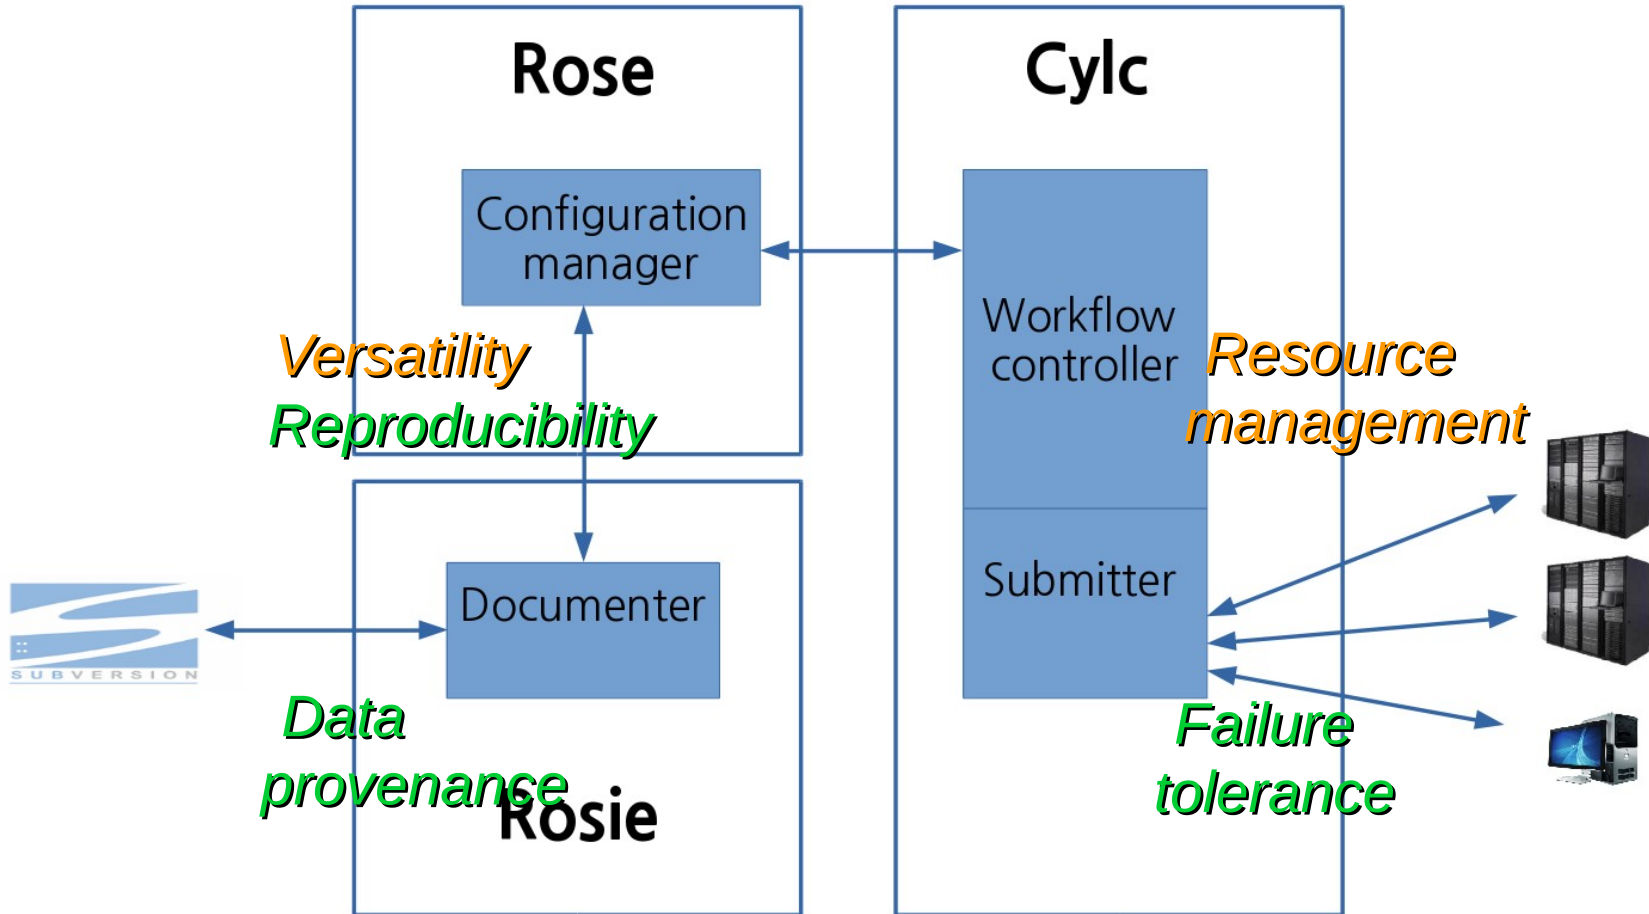 Rose
Cylc
Configuration
manager
Workflow
controller
Versatility
Reproducibility
Resource
management
Submitter
Documenter
SUBVERSION
Data
provenance
Rosie
Failure
tolerance